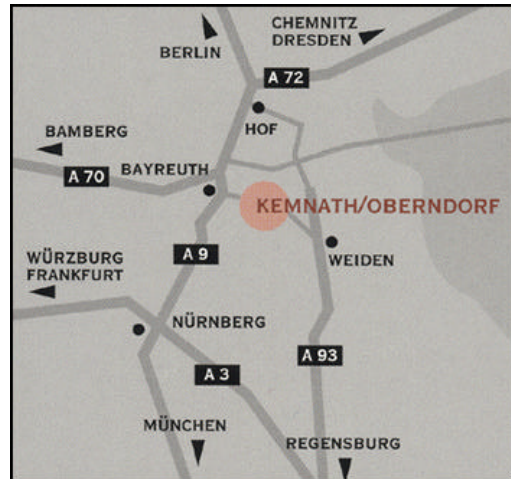 CHEMNITZ
DRESDEN
BERLIN
A 72
HOF
BAMBERG
BAYREUTH
A 70
KEMNATH/OBERNDORF
WÜRZBURG
FRANKFURT
A 9
WEIDEN
NÜRNBERG
A 93
A 3
MÜNCHEN
REGENSBURG